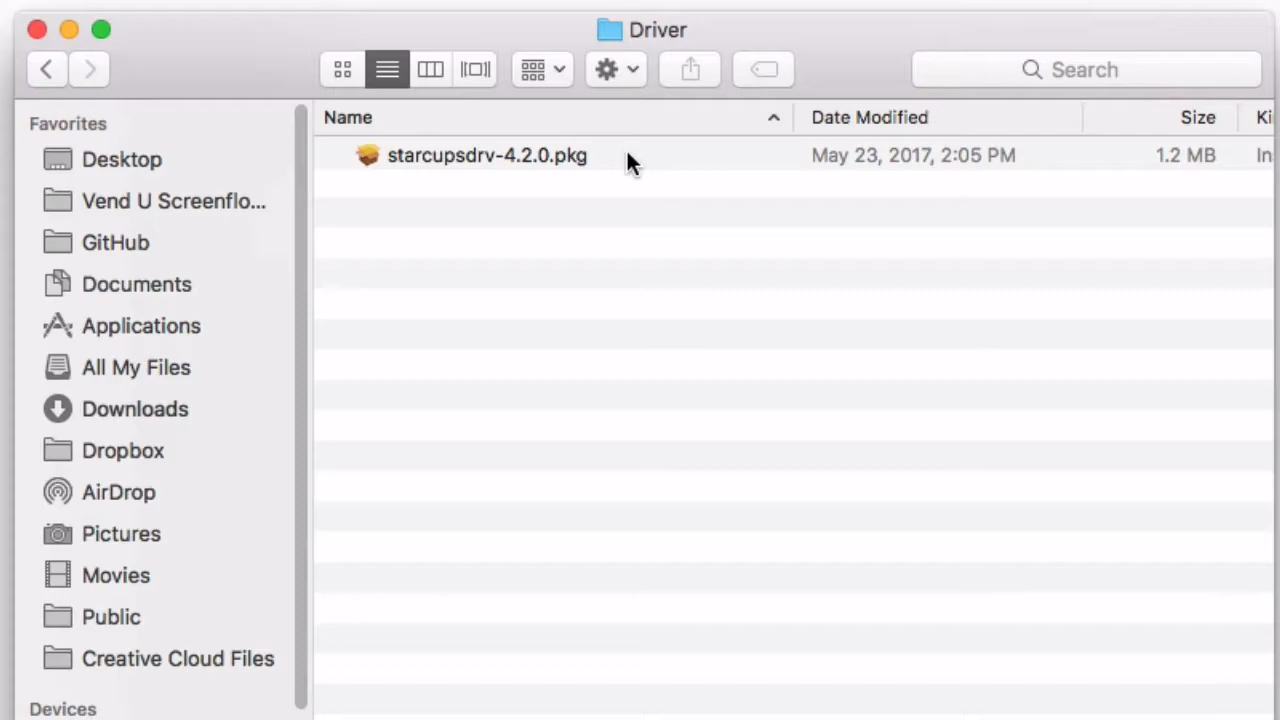 Driver
Search
Favorites
Desktop
Vend U Screenflo...
GitHub
Documents
Applications
All My Files
Downloads
Dropbox
AirDrop
Pictures
Movies
Public
Creative Cloud Files
Devices
Name Date Modified Size Ki
starcupsdrv-4.2.0.pkg May 23, 2017, 2:05 PM 1.2 MB In